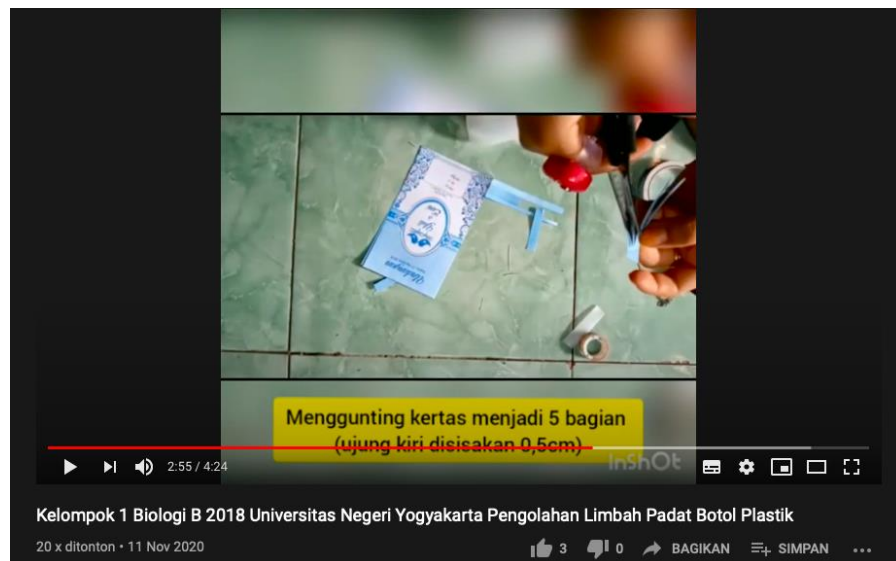 Menggunting kertas menjadi 5 bagian
(ujung kiri disisakan 0,5cm)
InShOt
2:55 / 4:24
Kelompok 1 Biologi B 2018 Universitas Negeri Yogyakarta Pengolahan Limbah Padat Botol Plastik
20 x ditonton • 11 Nov 2020
3 0 BAGIKAN SIMPAN